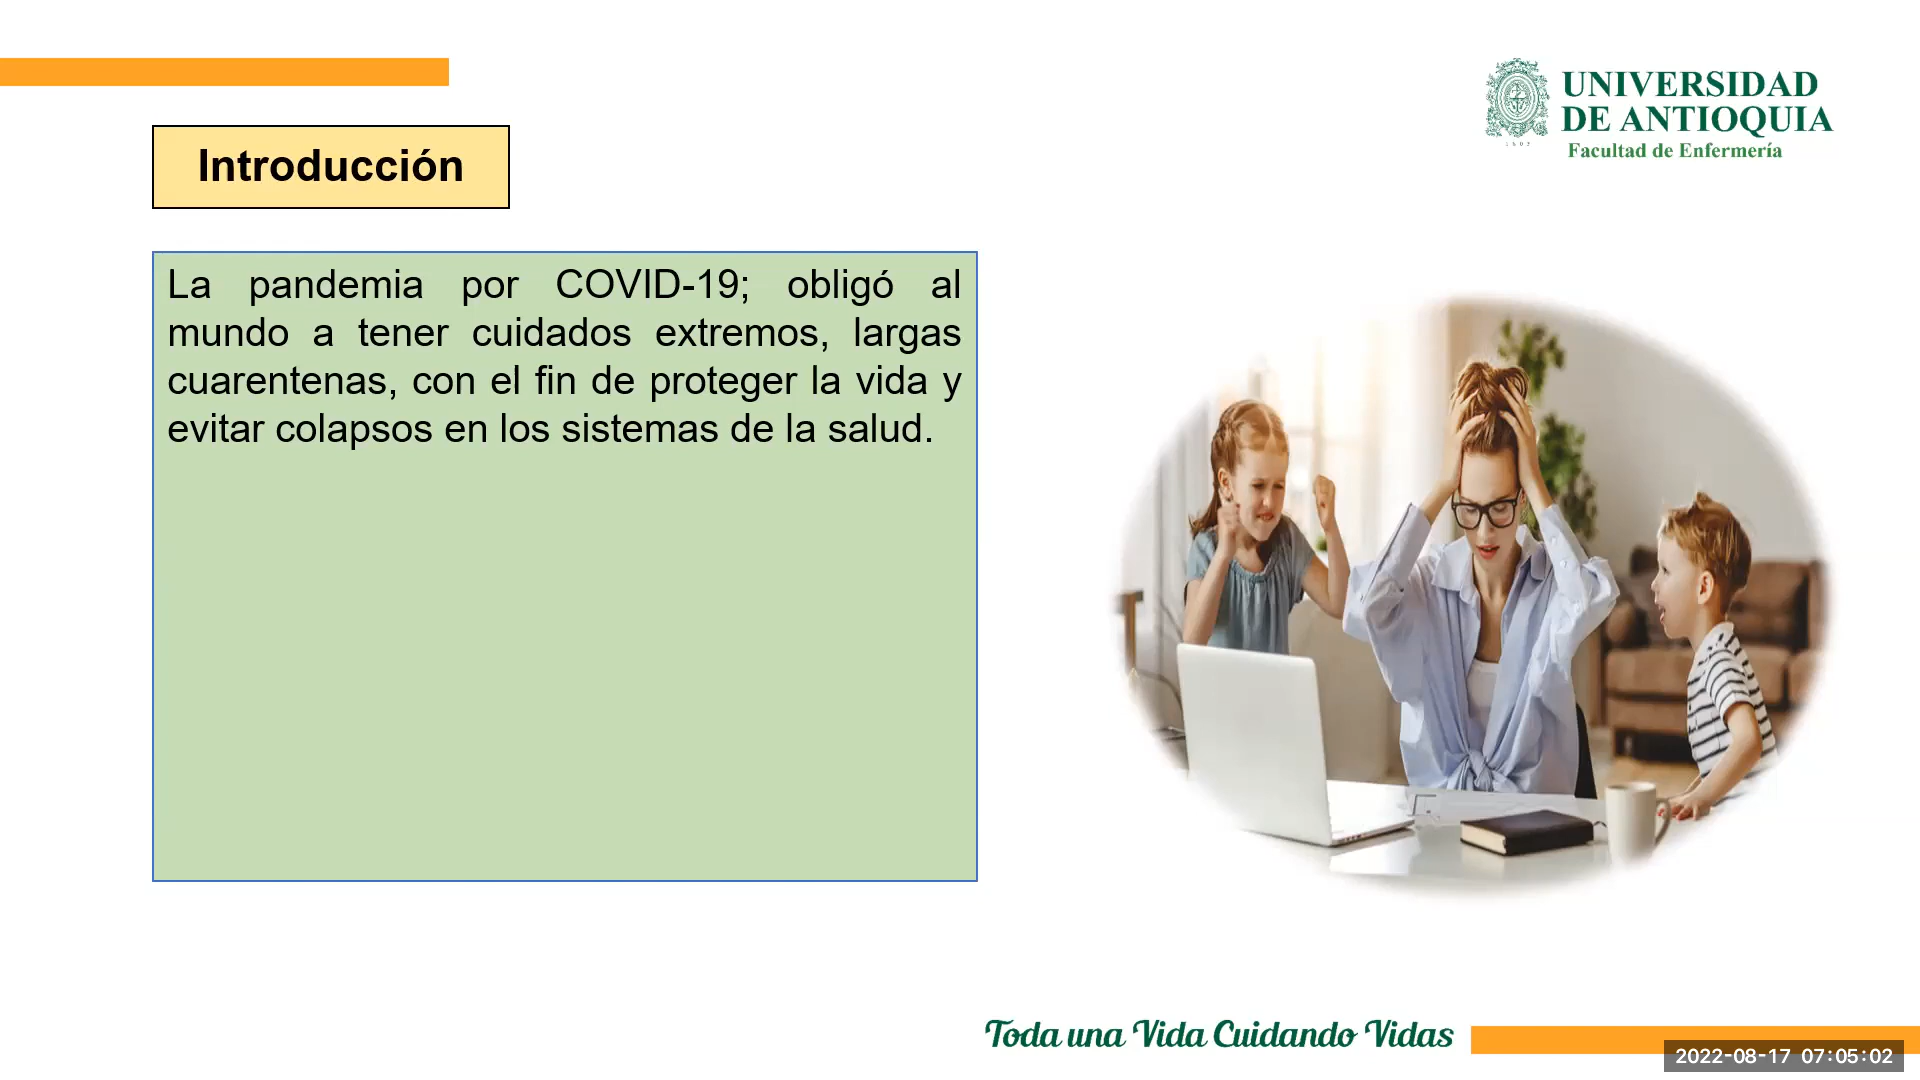 UNIVERSIDAD
DE ANTIOQUIA
Facultad de Enfermería
1803
Introducción
La pandemia por COVID-19; obligó al
mundo a tener cuidados extremos, largas
cuarentenas, con el fin de proteger la vida y
evitar colapsos en los sistemas de la salud.
Toda una Vida Cuidando Vidas
2022-08-17 07:05:02